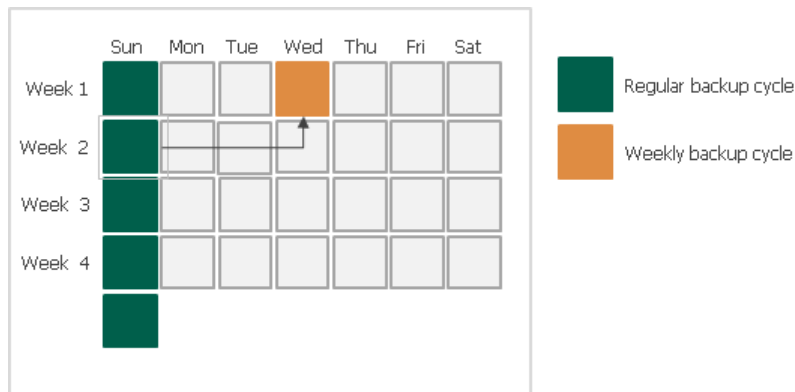 Sun Mon Tue Wed Thu Fri Sat
Week 1
Week 2
Week 3
Week 4
Regular backup cycle
Weekly backup cycle